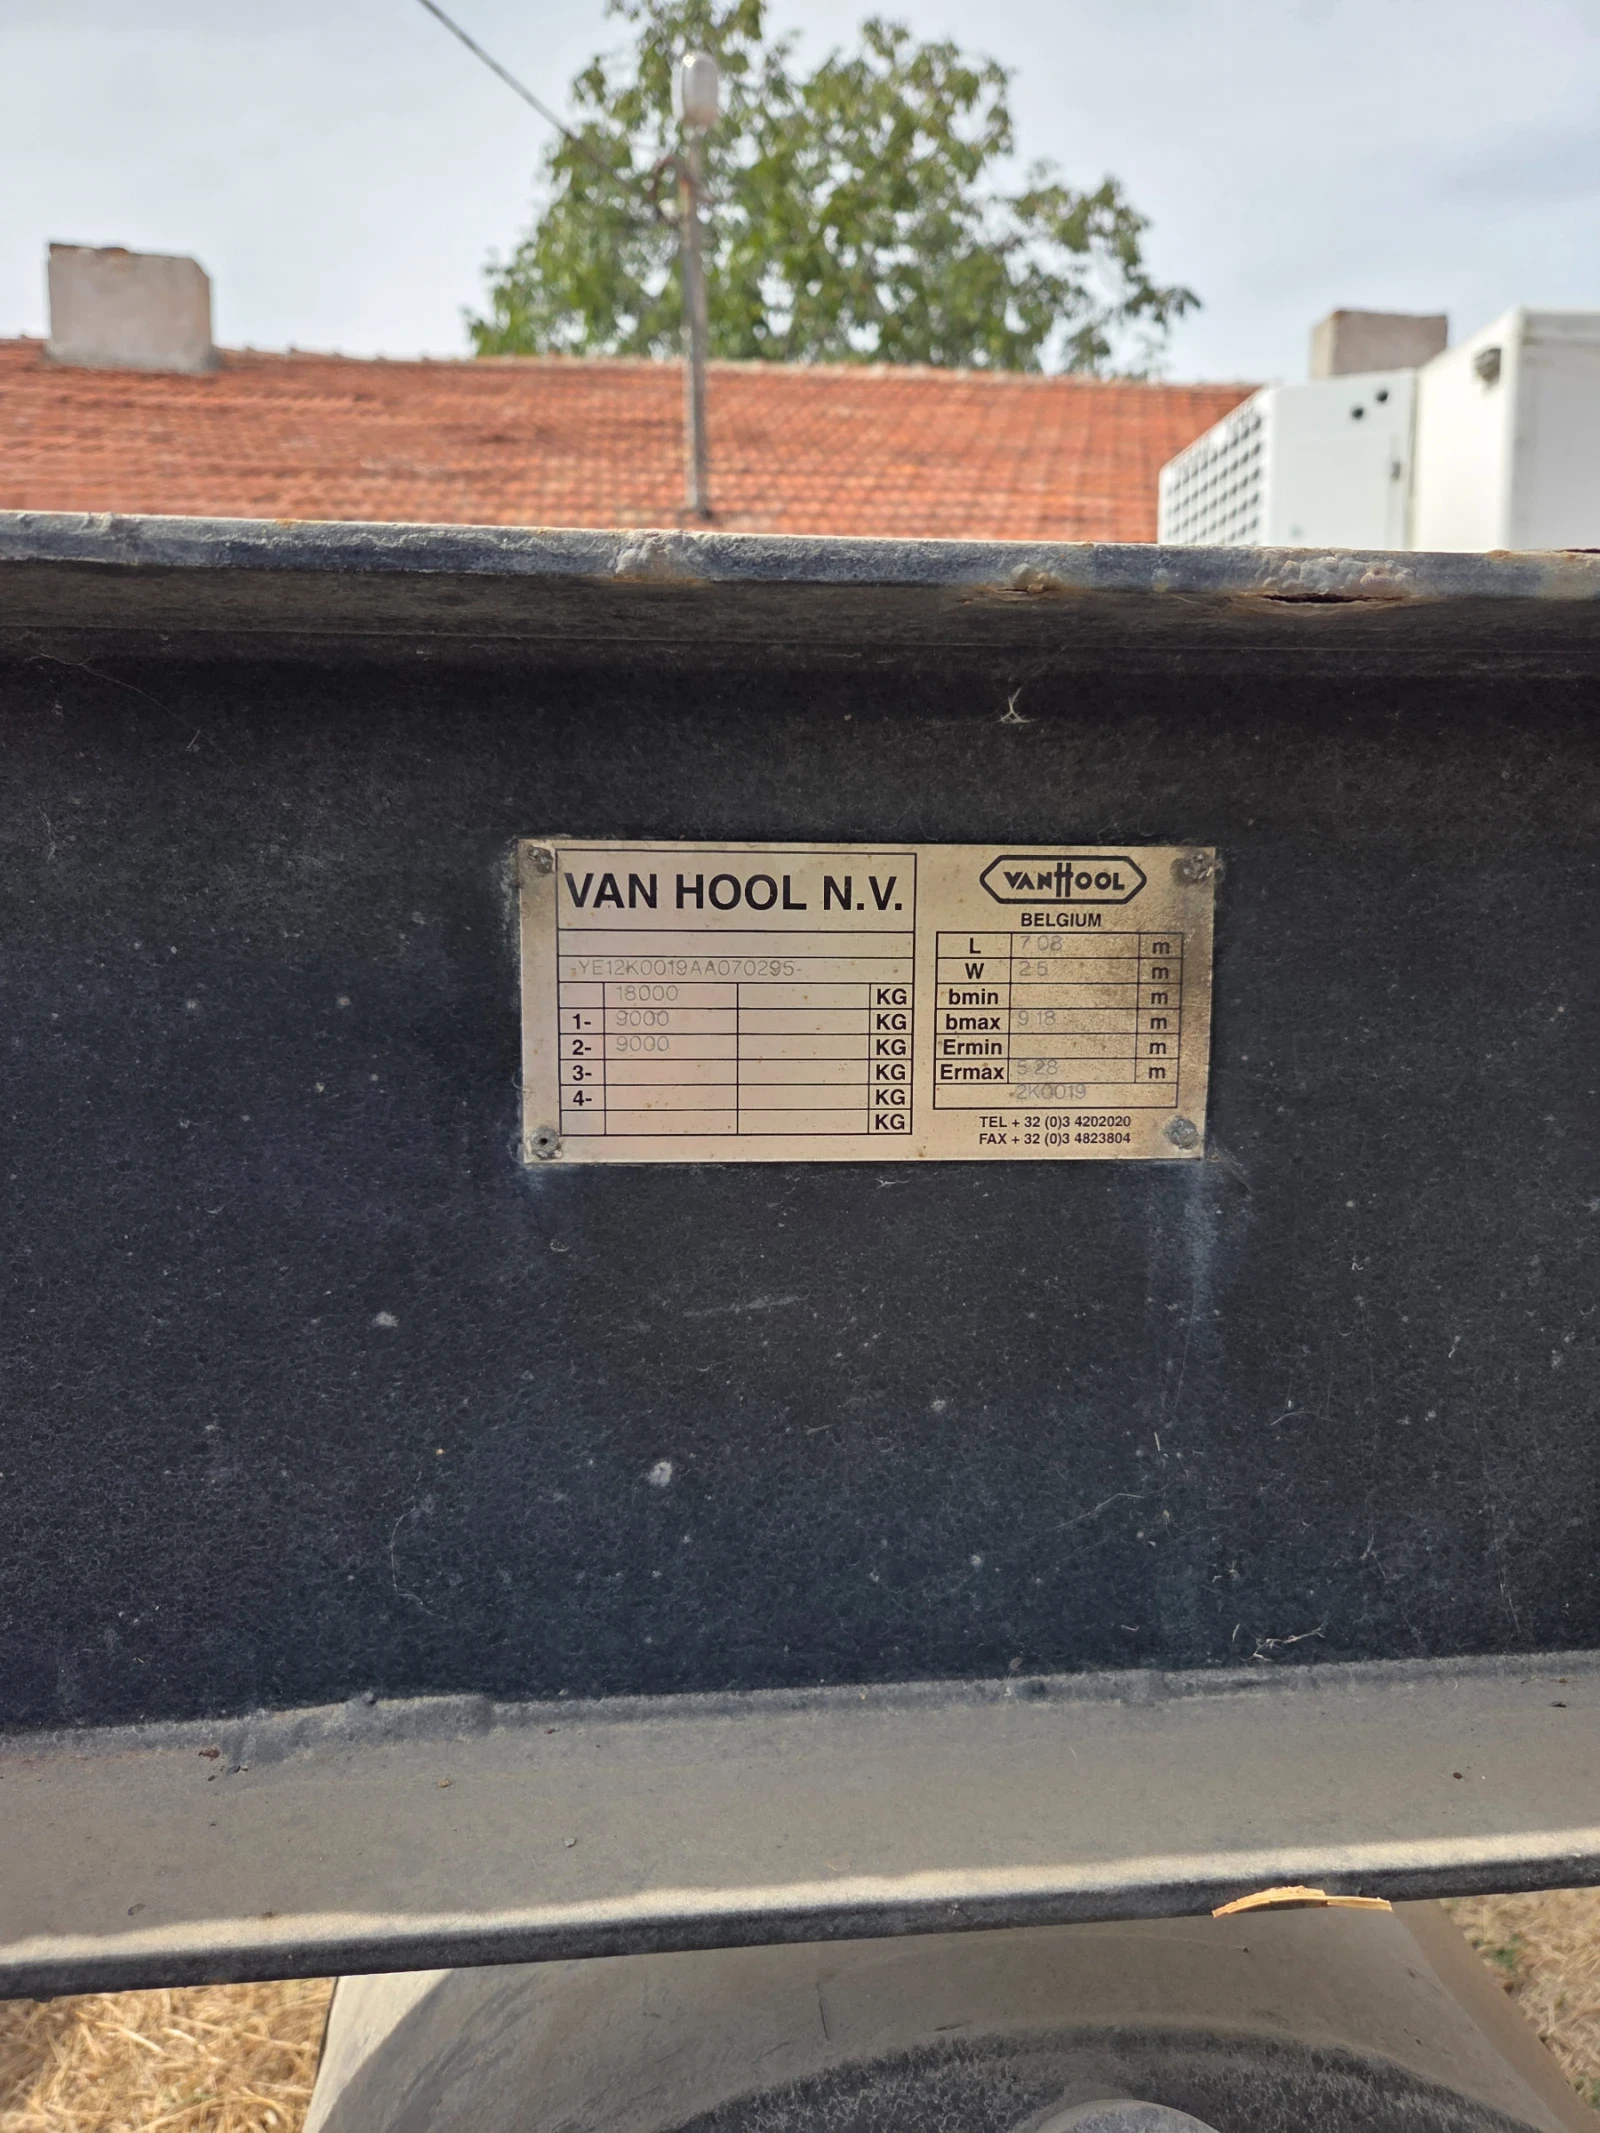 VAN HOOL N.V.
YE12K0019AA070295
18000 KG
1- 9000 KG
2- 9000 KG
3- KG
4- KG
KG
VAN HOOL
BELGIUM
L 7 08 m
W 2 5 m
bmin m
bmax 9 18 m
Ermin m
Ermax 5 28 m
2K0019
TEL + 32 (0)3 4202020
FAX + 32 (0)3 4823804